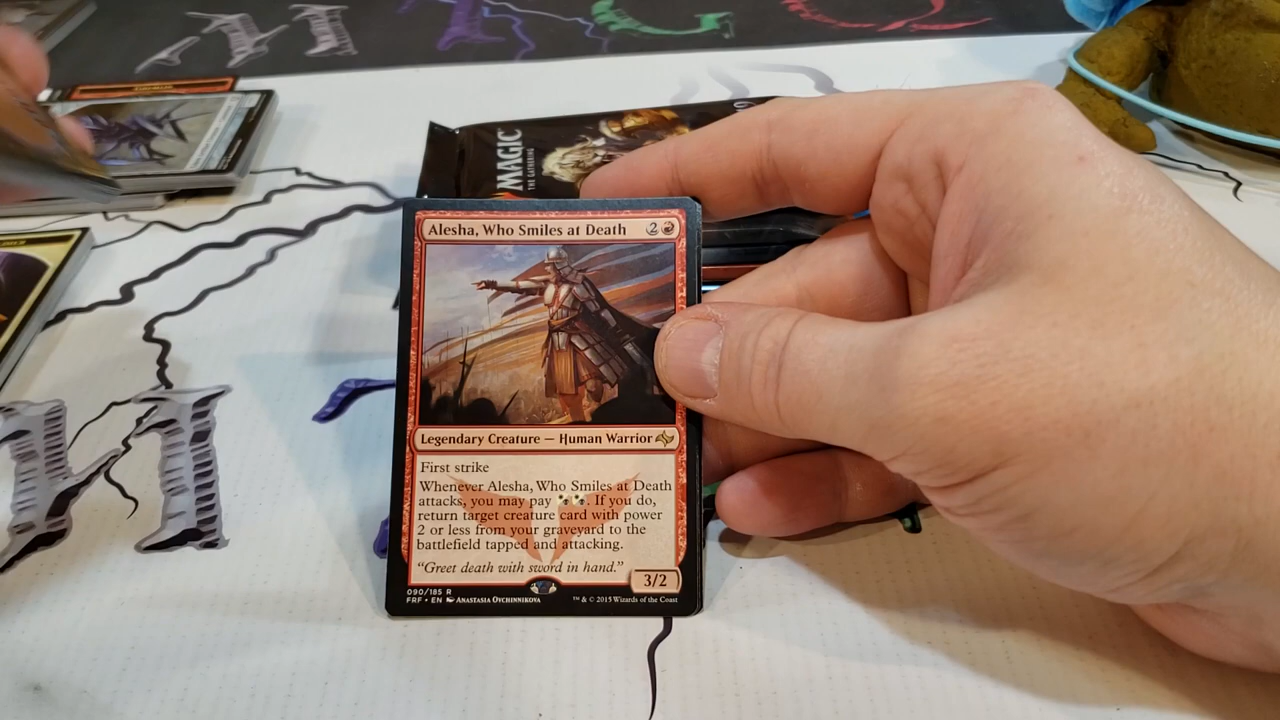 MAGIC
THE GATHERING
Alesha, Who Smiles at Death 2
Legendary Creature — Human Warrior
First strike
Whenever Alesha, Who Smiles at Death
attacks, you may pay . If you do,
return target creature card with power
2 or less from your graveyard to the
battlefield tapped and attacking.
“Greet death with sword in hand.”
3/2
090/185 R
FRF • EN ANASTASIA OVCHINNIKOVA
™ & © 2015 Wizards of the Coast